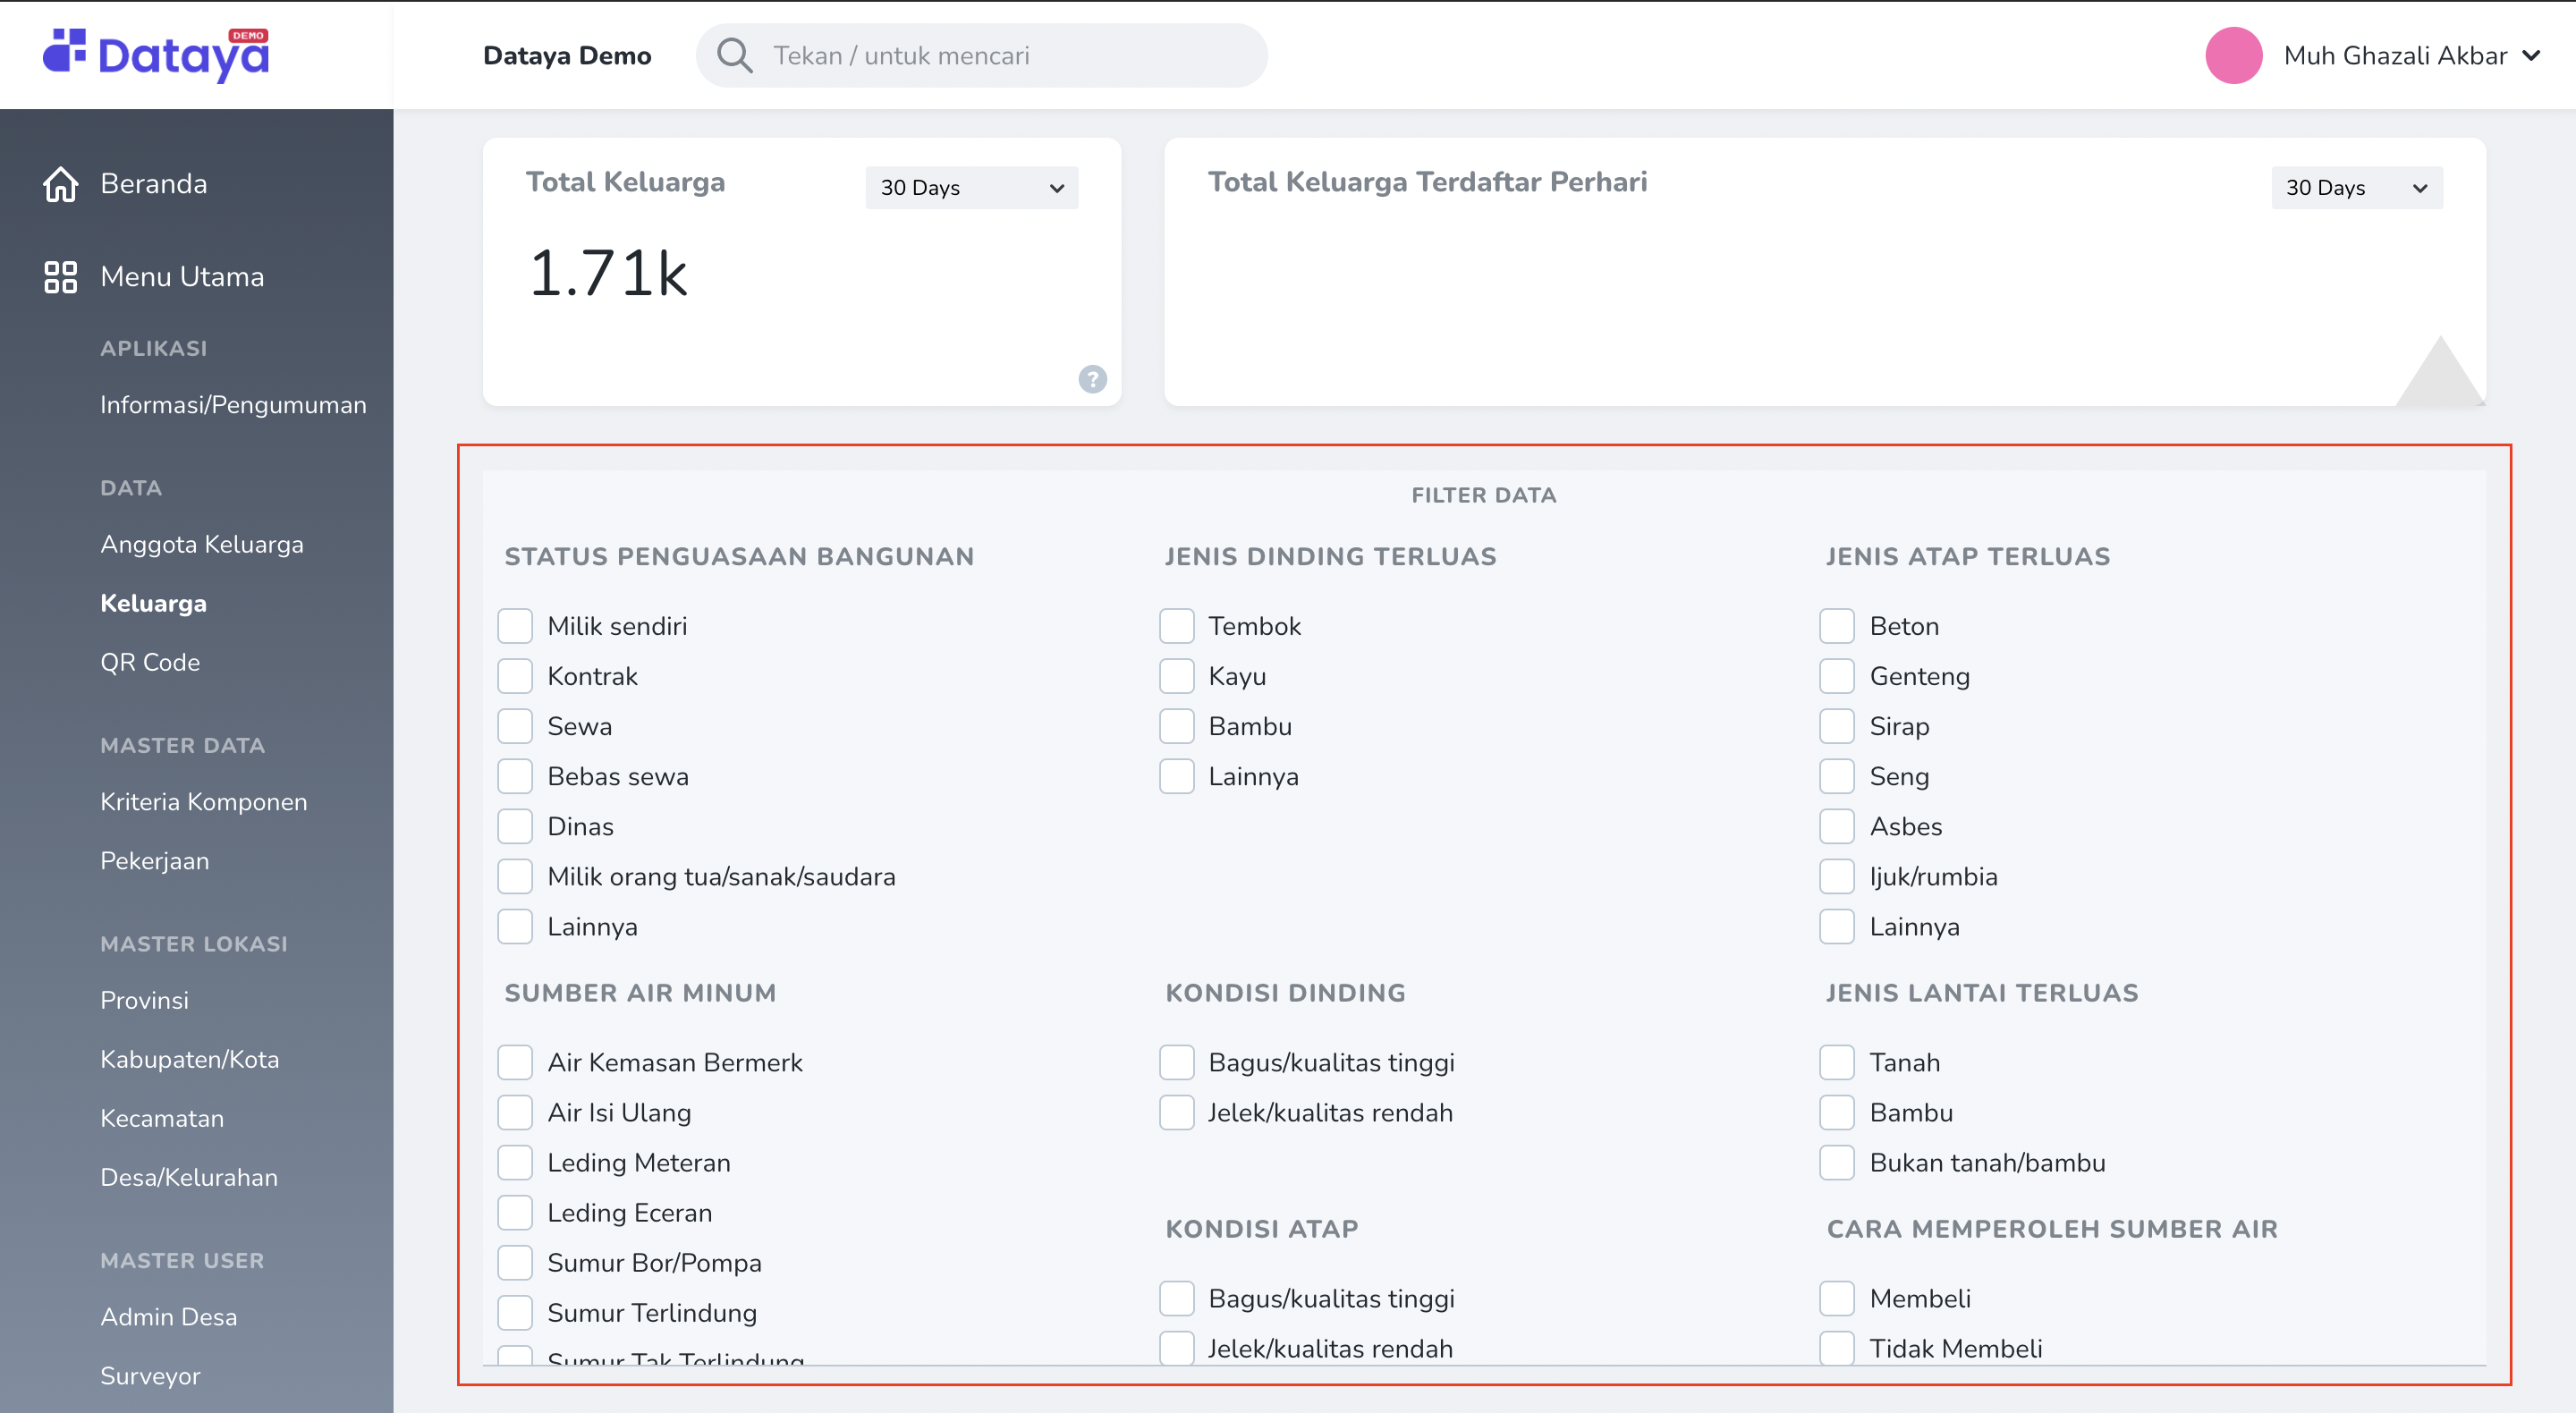 Dataya
DEMO
Dataya Demo
Tekan / untuk mencari
Muh Ghazali Akbar
Beranda
Menu Utama
APLIKASI
Informasi/Pengumuman
DATA
Anggota Keluarga
Keluarga
QR Code
MASTER DATA
Kriteria Komponen
Pekerjaan
MASTER LOKASI
Provinsi
Kabupaten/Kota
Kecamatan
Desa/Kelurahan
MASTER USER
Admin Desa
Surveyor
Total Keluarga
30 Days
1.71k
?
Total Keluarga Terdaftar Perhari
30 Days
FILTER DATA
STATUS PENGUASAAN BANGUNAN
Milik sendiri
Kontrak
Sewa
Bebas sewa
Dinas
Milik orang tua/sanak/saudara
Lainnya
JENIS DINDING TERLUAS
Tembok
Kayu
Bambu
Lainnya
JENIS ATAP TERLUAS
Beton
Genteng
Sirap
Seng
Asbes
Ijuk/rumbia
Lainnya
SUMBER AIR MINUM
Air Kemasan Bermerk
Air Isi Ulang
Leding Meteran
Leding Eceran
Sumur Bor/Pompa
Sumur Terlindung
Sumur Tak Terlindung
KONDISI DINDING
Bagus/kualitas tinggi
Jelek/kualitas rendah
KONDISI ATAP
Bagus/kualitas tinggi
Jelek/kualitas rendah
JENIS LANTAI TERLUAS
Tanah
Bambu
Bukan tanah/bambu
CARA MEMPEROLEH SUMBER AIR
Membeli
Tidak Membeli